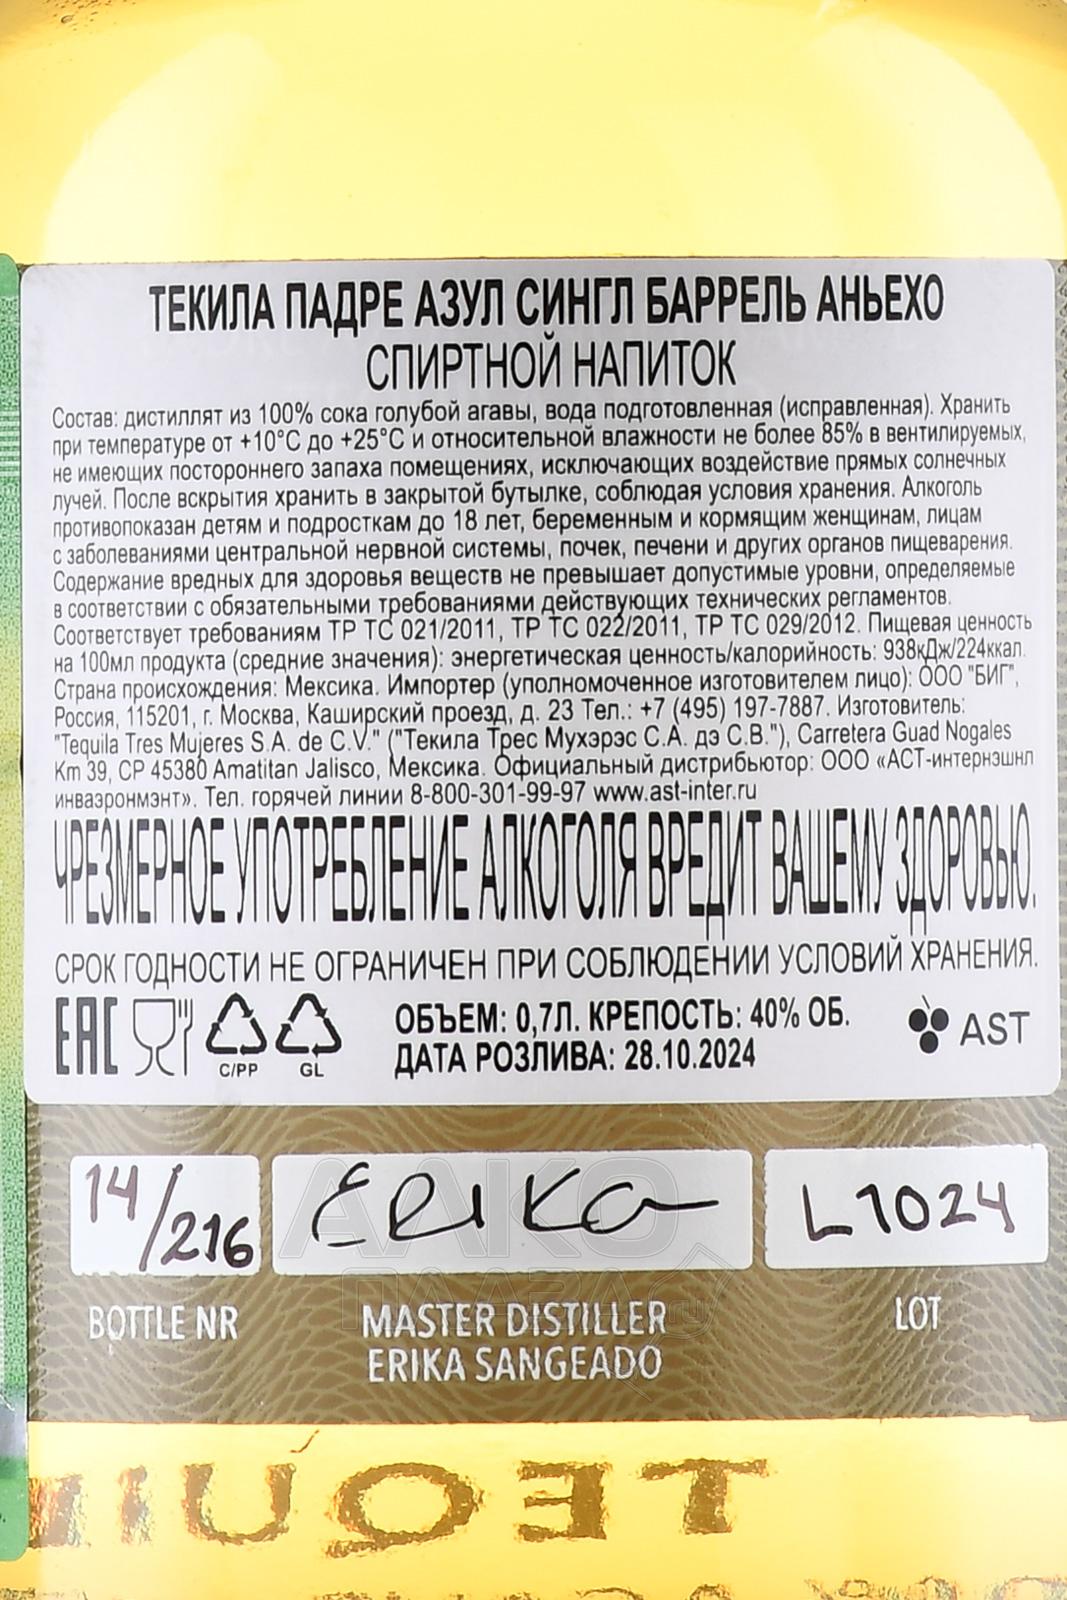 ТЕКИЛА ПАДРЕ АЗУЛ СИНГЛ БАРРЕЛЬ АНЬЕХО
СПИРТНОЙ НАПИТОК
Состав: дистиллят из 100% сока голубой агавы, вода подготовленная (исправленная). Хранить
при температуре от +10°С до +25°С и относительной влажности не более 85% в вентилируемых,
не имеющих постороннего запаха помещениях, исключающих воздействие прямых солнечных
лучей. После вскрытия хранить в закрытой бутылке, соблюдая условия хранения. Алкоголь
противопоказан детям и подросткам до 18 лет, беременным и кормящим женщинам, лицам
с заболеваниями центральной нервной системы, почек, печени и других органов пищеварения.
Содержание вредных для здоровья веществ не превышает допустимые уровни, определяемые
в соответствии с обязательными требованиями действующих технических регламентов.
Соответствует требованиям ТР ТС 021/2011, ТР ТС 022/2011, ТР ТС 029/2012. Пищевая ценность
на 100мл продукта (средние значения): энергетическая ценность/калорийность: 938кДж/224ккал.
Страна происхождения: Мексика. Импортер (уполномоченное изготовителем лицо): ООО "БИГ",
Россия, 115201, г. Москва, Каширский проезд, д. 23 Тел.: +7 (495) 197-7887. Изготовитель:
"Tequila Tres Mujeres S.A. de C.V." ("Текила Трес Мухэрэс С.А. дэ С.В."), Carretera Guad Nogales
Km 39, CP 45380 Amatitan Jalisco, Мексика. Официальный дистрибьютор: ООО «АСТ-интернэшнл
инваэронмэнт». Тел. горячей линии 8-800-301-99-97 www.ast-inter.ru
ЧРЕЗМЕРНОЕ УПОТРЕБЛЕНИЕ АЛКОГОЛЯ ВРЕДИТ ВАШЕМУ ЗДОРОВЬЮ.
СРОК ГОДНОСТИ НЕ ОГРАНИЧЕН ПРИ СОБЛЮДЕНИИ УСЛОВИЙ ХРАНЕНИЯ.
EAC C/PP GL
ОБЪЕМ: 0,7Л. КРЕПОСТЬ: 40% ОБ.
ДАТА РОЗЛИВА: 28.10.2024
AST
14/216 Erika L1024
BOTTLE NR
MASTER DISTILLER
ERIKA SANGEADO
LOT
ААКО
ПЛАЗА.ru